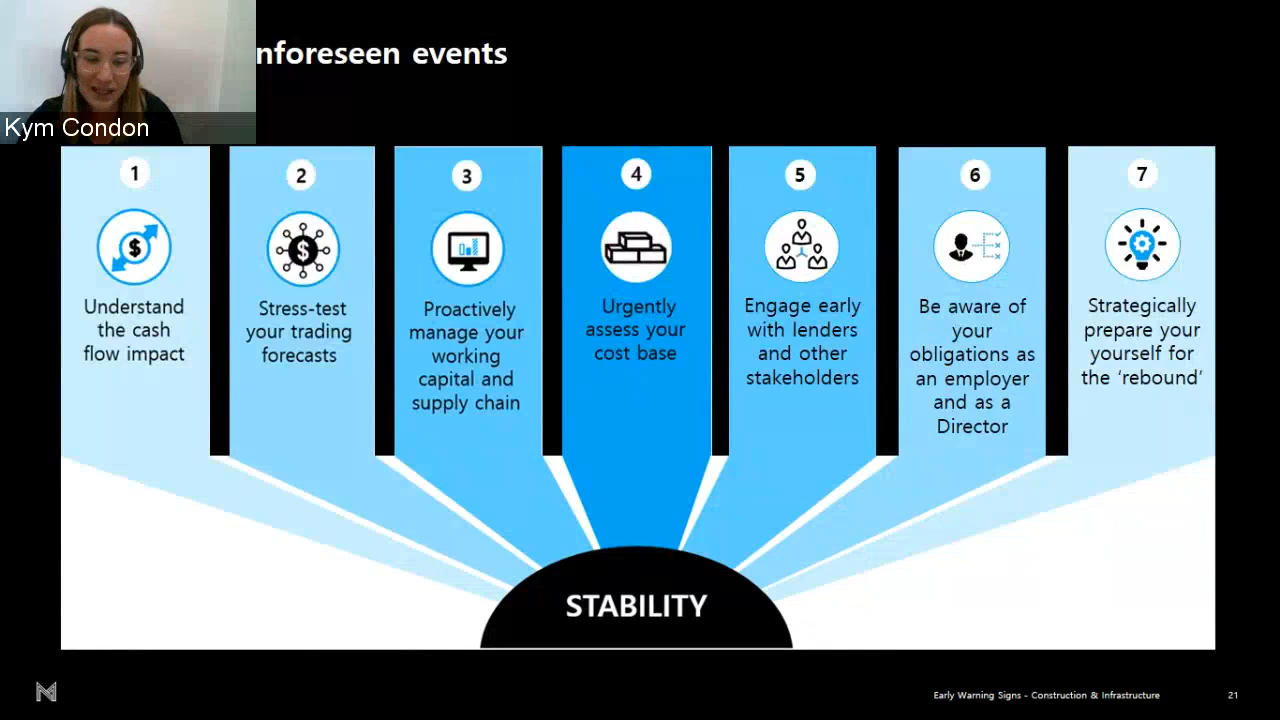 nforeseen events
Kym Condon
1
Understand
the cash
flow impact
2
Stress-test
your trading
forecasts
3
Proactively
manage your
working
capital and
supply chain
4
Urgently
assess your
cost base
5
Engage early
with lenders
and other
stakeholders
6
Be aware of
your
obligations as
an employer
and as a
Director
7
Strategically
prepare your
yourself for
the ‘rebound’
STABILITY
Early Warning Signs - Construction & Infrastructure
21